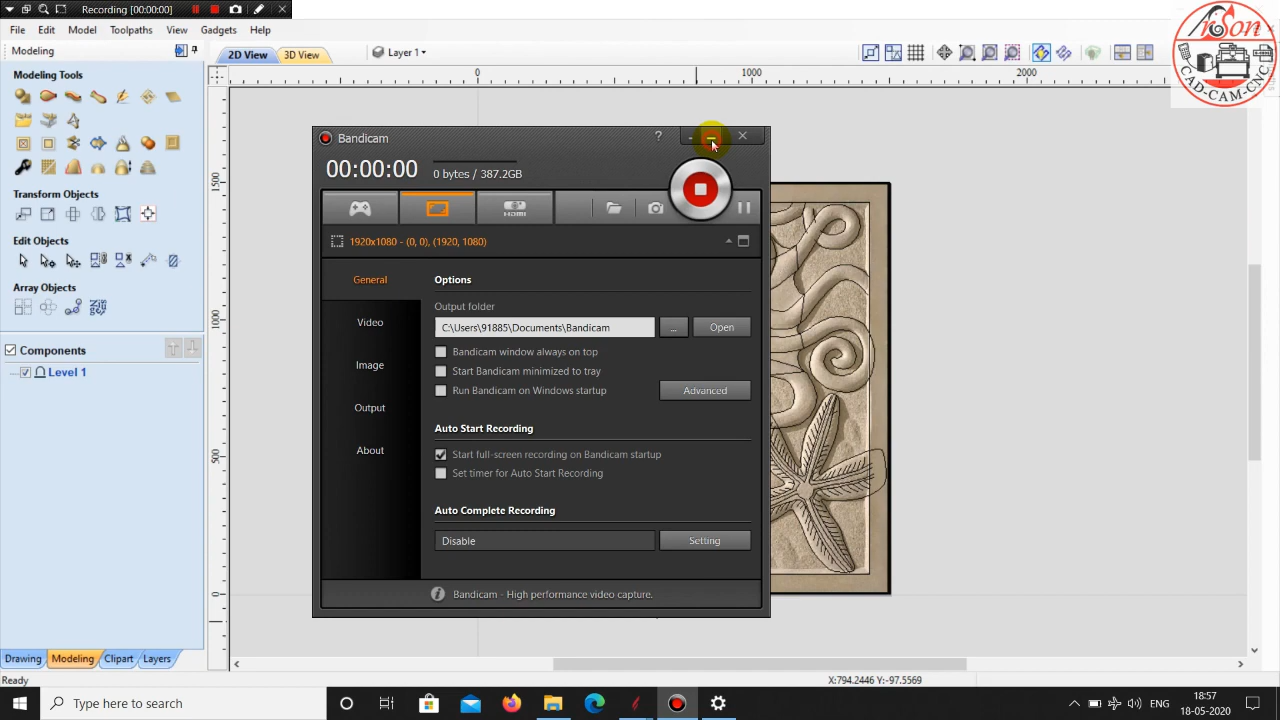 Recording [00:00:00]
File Edit Model Toolpaths View Gadgets Help
Modeling
2D View 3D View Layer 1
0 1000 2000
rSon
CAD-CAM-CNC
Modeling Tools
Transform Objects
Edit Objects
Array Objects
Components
Level 1
1500
1000
500
0
Bandicam
?
00:00:00 0 bytes / 387.2GB
HDMI
1920x1080 - (0, 0), (1920, 1080)
General
Video
Image
Output
About
Options
Output folder
C:\Users\91885\Documents\Bandicam ... Open
Bandicam window always on top
Start Bandicam minimized to tray
Run Bandicam on Windows startup Advanced
Auto Start Recording
Start full-screen recording on Bandicam startup
Set timer for Auto Start Recording
Auto Complete Recording
Disable Setting
Bandicam - High performance video capture.
Drawing Modeling Clipart Layers
Ready X:794.2446 Y:-97.5569
Type here to search
ENG
18:57
18-05-2020